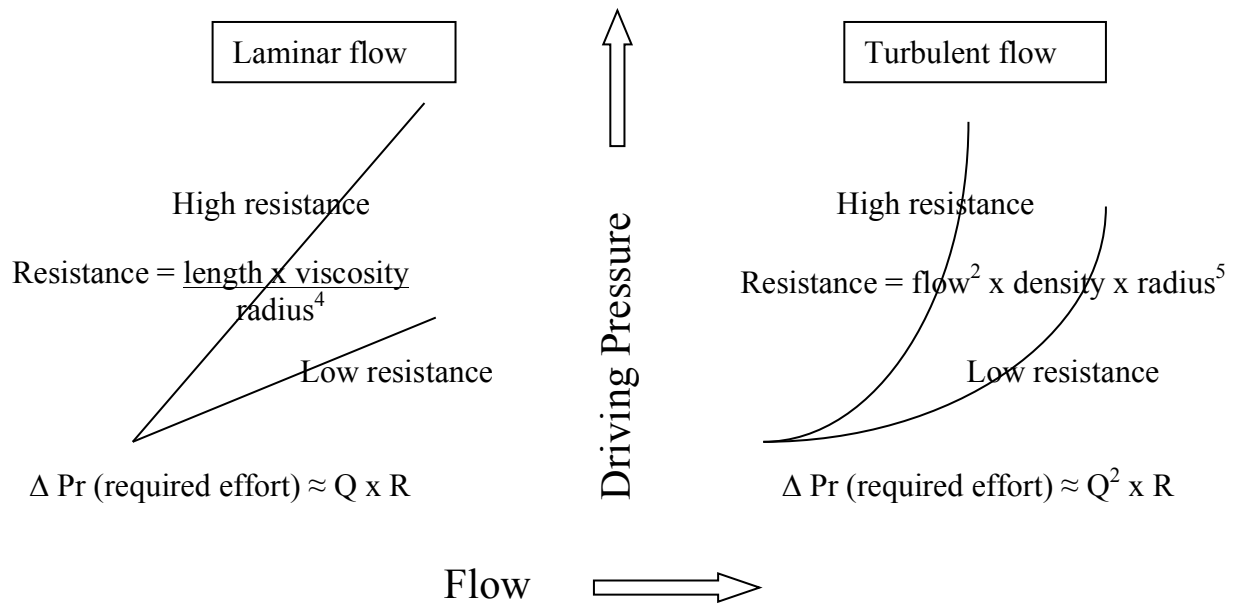 Laminar flow
High resistance
Resistance = length x viscosity
radius⁴
Low resistance
Δ Pr (required effort) ≈ Q x R
Driving Pressure
Turbulent flow
High resistance
Resistance = flow² x density x radius⁵
Low resistance
Δ Pr (required effort) ≈ Q² x R
Flow